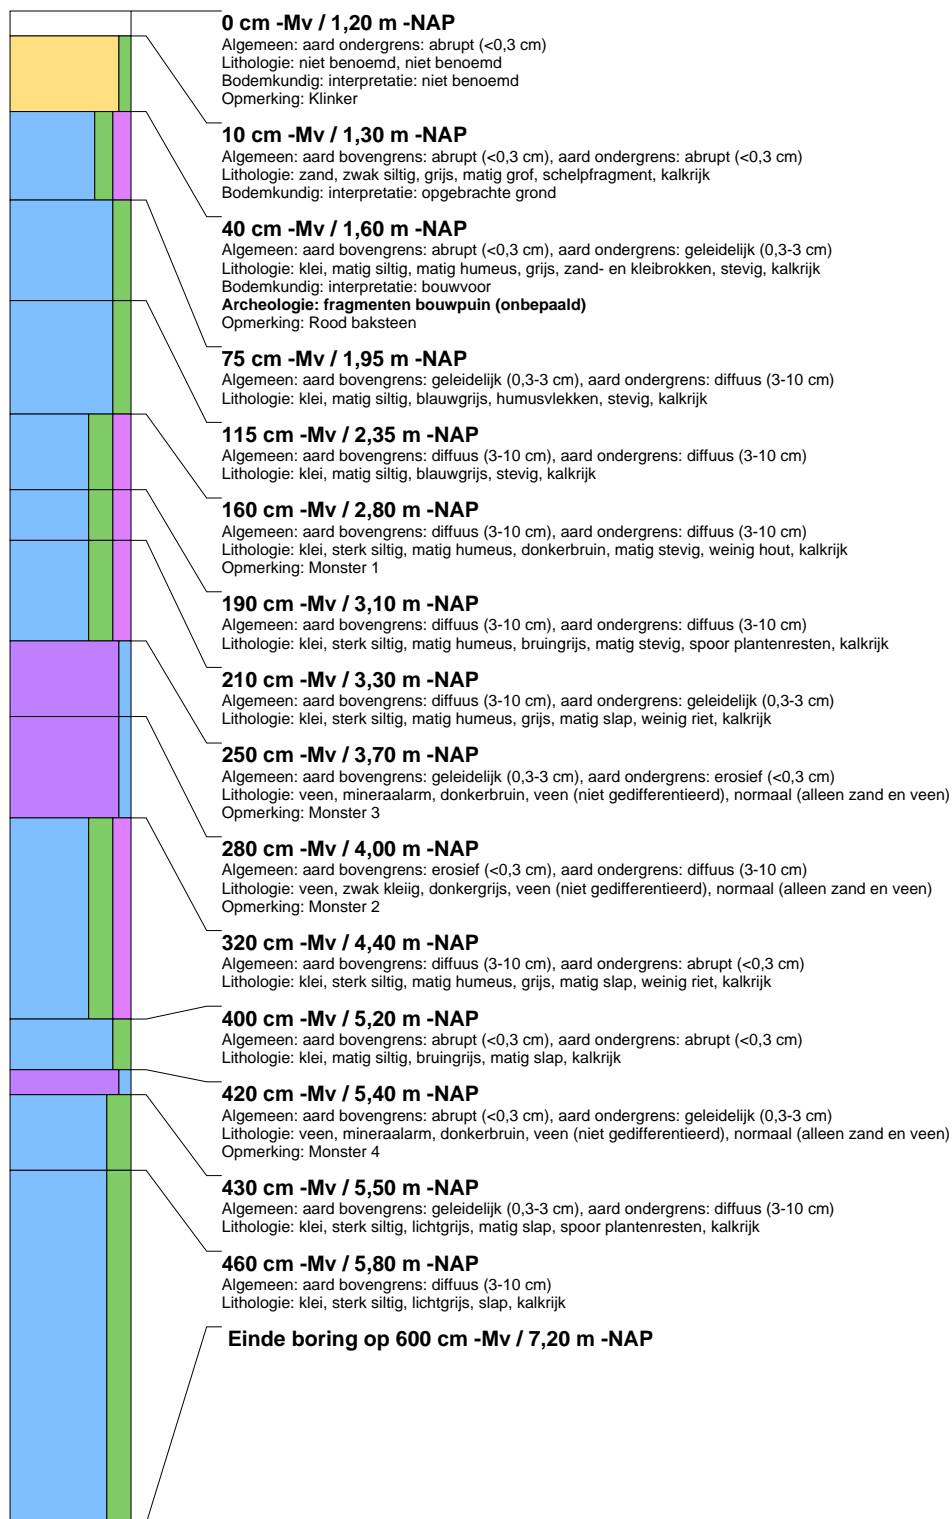 0 cm -Mv / 1,20 m -NAP
Algemeen: aard ondergrens: abrupt (<0,3 cm)
Lithologie: niet benoemd, niet benoemd
Bodemkundig: interpretatie: niet benoemd
Opmerking: Klinker
10 cm -Mv / 1,30 m -NAP
Algemeen: aard bovengrens: abrupt (<0,3 cm), aard ondergrens: abrupt (<0,3 cm)
Lithologie: zand, zwak siltig, grijs, matig grof, schelpfragment, kalkrijk
Bodemkundig: interpretatie: opgebrachte grond
40 cm -Mv / 1,60 m -NAP
Algemeen: aard bovengrens: abrupt (<0,3 cm), aard ondergrens: geleidelijk (0,3-3 cm)
Lithologie: klei, matig siltig, matig humeus, grijs, zand- en kleibrokken, stevig, kalkrijk
Bodemkundig: interpretatie: bouwvoor
Archeologie: fragmenten bouwpuin (onbepaald)
Opmerking: Rood baksteen
75 cm -Mv / 1,95 m -NAP
Algemeen: aard bovengrens: geleidelijk (0,3-3 cm), aard ondergrens: diffuus (3-10 cm)
Lithologie: klei, matig siltig, blauwgrijs, humusvlekken, stevig, kalkrijk
115 cm -Mv / 2,35 m -NAP
Algemeen: aard bovengrens: diffuus (3-10 cm), aard ondergrens: diffuus (3-10 cm)
Lithologie: klei, matig siltig, blauwgrijs, stevig, kalkrijk
160 cm -Mv / 2,80 m -NAP
Algemeen: aard bovengrens: diffuus (3-10 cm), aard ondergrens: diffuus (3-10 cm)
Lithologie: klei, sterk siltig, matig humeus, donkerbruin, matig stevig, weinig hout, kalkrijk
Opmerking: Monster 1
190 cm -Mv / 3,10 m -NAP
Algemeen: aard bovengrens: diffuus (3-10 cm), aard ondergrens: diffuus (3-10 cm)
Lithologie: klei, sterk siltig, matig humeus, bruingrijs, matig stevig, spoor plantenresten, kalkrijk
210 cm -Mv / 3,30 m -NAP
Algemeen: aard bovengrens: diffuus (3-10 cm), aard ondergrens: geleidelijk (0,3-3 cm)
Lithologie: klei, sterk siltig, matig humeus, grijs, matig slap, weinig riet, kalkrijk
250 cm -Mv / 3,70 m -NAP
Algemeen: aard bovengrens: geleidelijk (0,3-3 cm), aard ondergrens: erosief (<0,3 cm)
Lithologie: veen, mineraalarm, donkerbruin, veen (niet gedifferentieerd), normaal (alleen zand en veen)
Opmerking: Monster 3
280 cm -Mv / 4,00 m -NAP
Algemeen: aard bovengrens: erosief (<0,3 cm), aard ondergrens: diffuus (3-10 cm)
Lithologie: veen, zwak kleiig, donkergrijs, veen (niet gedifferentieerd), normaal (alleen zand en veen)
Opmerking: Monster 2
320 cm -Mv / 4,40 m -NAP
Algemeen: aard bovengrens: diffuus (3-10 cm), aard ondergrens: abrupt (<0,3 cm)
Lithologie: klei, sterk siltig, matig humeus, grijs, matig slap, weinig riet, kalkrijk
400 cm -Mv / 5,20 m -NAP
Algemeen: aard bovengrens: abrupt (<0,3 cm), aard ondergrens: abrupt (<0,3 cm)
Lithologie: klei, matig siltig, bruingrijs, matig slap, kalkrijk
420 cm -Mv / 5,40 m -NAP
Algemeen: aard bovengrens: abrupt (<0,3 cm), aard ondergrens: geleidelijk (0,3-3 cm)
Lithologie: veen, mineraalarm, donkerbruin, veen (niet gedifferentieerd), normaal (alleen zand en veen)
Opmerking: Monster 4
430 cm -Mv / 5,50 m -NAP
Algemeen: aard bovengrens: geleidelijk (0,3-3 cm), aard ondergrens: diffuus (3-10 cm)
Lithologie: klei, sterk siltig, lichtgrijs, matig slap, spoor plantenresten, kalkrijk
460 cm -Mv / 5,80 m -NAP
Algemeen: aard bovengrens: diffuus (3-10 cm)
Lithologie: klei, sterk siltig, lichtgrijs, slap, kalkrijk
Einde boring op 600 cm -Mv / 7,20 m -NAP